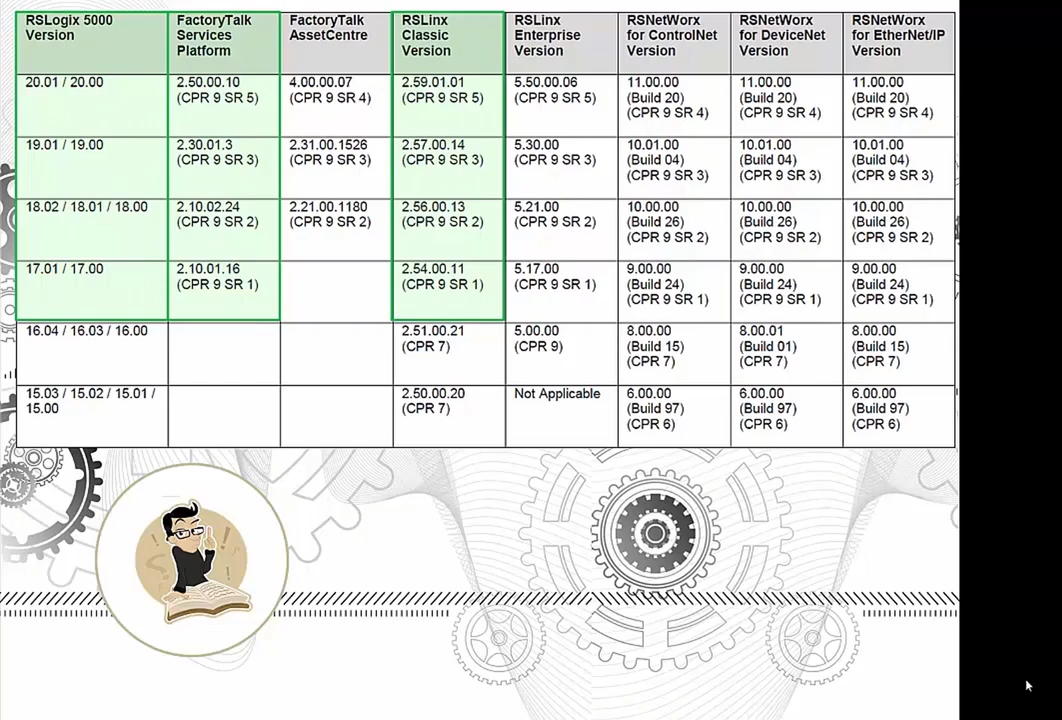 RSLogix 5000
Version
FactoryTalk
Services
Platform
FactoryTalk
AssetCentre
RSLinx
Classic
Version
RSLinx
Enterprise
Version
RSNetWorx
for ControlNet
Version
RSNetWorx
for DeviceNet
Version
RSNetWorx
for EtherNet/IP
Version
20.01 / 20.00
2.50.00.10
(CPR 9 SR 5)
4.00.00.07
(CPR 9 SR 4)
2.59.01.01
(CPR 9 SR 5)
5.50.00.06
(CPR 9 SR 5)
11.00.00
(Build 20)
(CPR 9 SR 4)
11.00.00
(Build 20)
(CPR 9 SR 4)
11.00.00
(Build 20)
(CPR 9 SR 4)
19.01 / 19.00
2.30.01.3
(CPR 9 SR 3)
2.31.00.1526
(CPR 9 SR 3)
2.57.00.14
(CPR 9 SR 3)
5.30.00
(CPR 9 SR 3)
10.01.00
(Build 04)
(CPR 9 SR 3)
10.01.00
(Build 04)
(CPR 9 SR 3)
10.01.00
(Build 04)
(CPR 9 SR 3)
18.02 / 18.01 / 18.00
2.10.02.24
(CPR 9 SR 2)
2.21.00.1180
(CPR 9 SR 2)
2.56.00.13
(CPR 9 SR 2)
5.21.00
(CPR 9 SR 2)
10.00.00
(Build 26)
(CPR 9 SR 2)
10.00.00
(Build 26)
(CPR 9 SR 2)
10.00.00
(Build 26)
(CPR 9 SR 2)
17.01 / 17.00
2.10.01.16
(CPR 9 SR 1)
2.54.00.11
(CPR 9 SR 1)
5.17.00
(CPR 9 SR 1)
9.00.00
(Build 24)
(CPR 9 SR 1)
9.00.00
(Build 24)
(CPR 9 SR 1)
9.00.00
(Build 24)
(CPR 9 SR 1)
16.04 / 16.03 / 16.00
2.51.00.21
(CPR 7)
5.00.00
(CPR 9)
8.00.00
(Build 15)
(CPR 7)
8.00.01
(Build 01)
(CPR 7)
8.00.00
(Build 15)
(CPR 7)
15.03 / 15.02 / 15.01 /
15.00
2.50.00.20
(CPR 7)
Not Applicable
6.00.00
(Build 97)
(CPR 6)
6.00.00
(Build 97)
(CPR 6)
6.00.00
(Build 97)
(CPR 6)